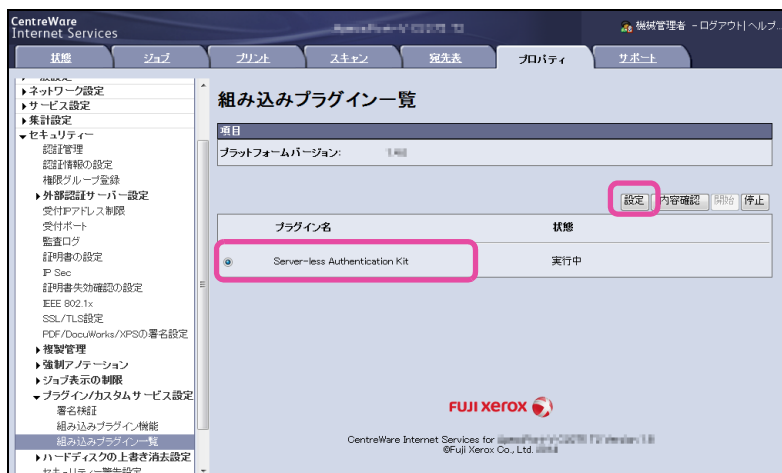 CentreWare
Internet Services
機械管理者 - ログアウト | ヘルプ
状態 ジョブ プリント スキャン 宛先表 プロパティ サポート
ネットワーク設定
サービス設定
集計設定
セキュリティー
認証管理
認証情報の設定
権限グループ登録
外部認証サーバー設定
受付IPアドレス制限
受付ポート
監査ログ
証明書の設定
IP Sec
証明書失効確認の設定
IEEE 802.1x
SSL/TLS設定
PDF/DocuWorks/XPSの署名設定
複製管理
強制アノテーション
ジョブ表示の制限
プラグイン/カスタムサービス設定
署名検証
組み込みプラグイン機能
組み込みプラグイン一覧
ハードディスクの上書き消去設定
セキュリティー警告設定
組み込みプラグイン一覧
項目
プラットフォームバージョン:
設定 内容確認 開始 停止
プラグイン名 状態
Server-less Authentication Kit 実行中
FUJI XEROX
CentreWare Internet Services for
©Fuji Xerox Co., Ltd.